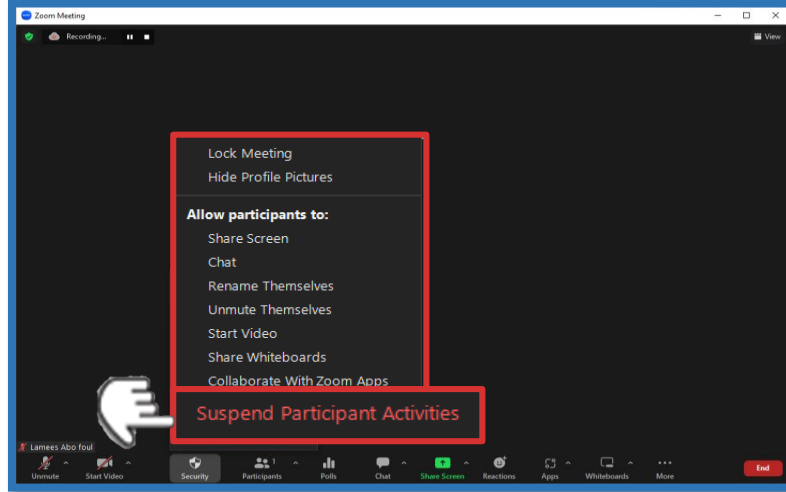 Zoom Meeting
Recording...
View
Lock Meeting
Hide Profile Pictures
Allow participants to:
Share Screen
Chat
Rename Themselves
Unmute Themselves
Start Video
Share Whiteboards
Collaborate With Zoom Apps
Suspend Participant Activities
Lamees Abo foul
Unmute Start Video Security Participants 1 Polls Chat Share Screen Reactions Apps Whiteboards More End